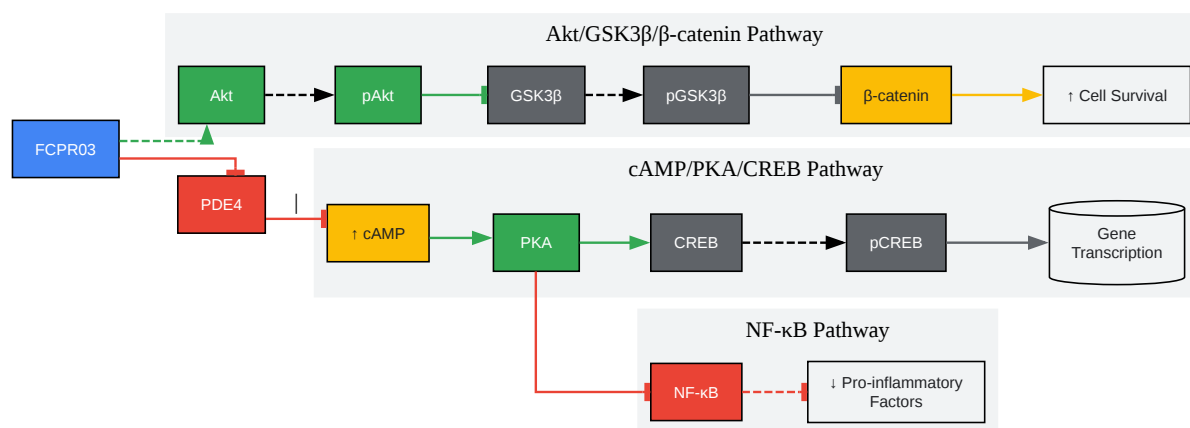 Akt/GSK3β/β-catenin Pathway
Akt
pAkt
GSK3β
pGSK3β
β-catenin
↑ Cell Survival
FCPR03
cAMP/PKA/CREB Pathway
PDE4
|
↑ cAMP
PKA
CREB
pCREB
Gene
Transcription
NF-κB Pathway
NF-κB
↓ Pro-inflammatory
Factors